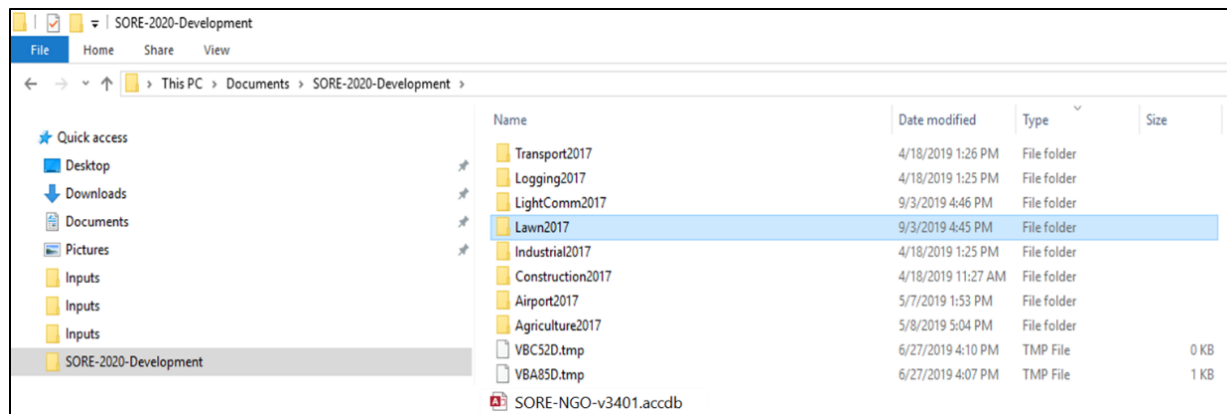 SORE-2020-Development
File Home Share View
This PC > Documents > SORE-2020-Development >
Quick access
Desktop
Downloads
Documents
Pictures
Inputs
Inputs
Inputs
SORE-2020-Development
Name Date modified Type Size
Transport2017 4/18/2019 1:26 PM File folder
Logging2017 4/18/2019 1:25 PM File folder
LightComm2017 9/3/2019 4:46 PM File folder
Lawn2017 9/3/2019 4:45 PM File folder
Industrial2017 4/18/2019 1:25 PM File folder
Construction2017 4/18/2019 11:27 AM File folder
Airport2017 5/7/2019 1:53 PM File folder
Agriculture2017 5/8/2019 5:04 PM File folder
VBC52D.tmp 6/27/2019 4:10 PM TMP File 0 KB
VBA85D.tmp 6/27/2019 4:07 PM TMP File 1 KB
SORE-NGO-v3401.accdb